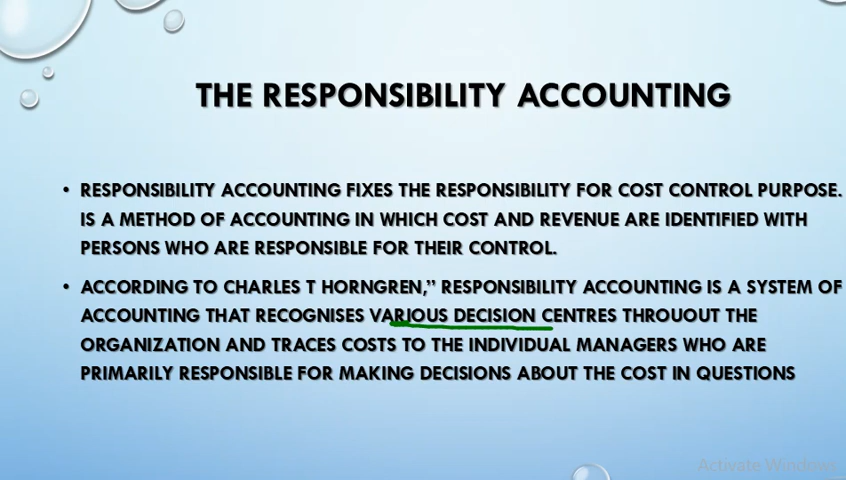 THE RESPONSIBILITY ACCOUNTING
• RESPONSIBILITY ACCOUNTING FIXES THE RESPONSIBILITY FOR COST CONTROL PURPOSE.
IS A METHOD OF ACCOUNTING IN WHICH COST AND REVENUE ARE IDENTIFIED WITH
PERSONS WHO ARE RESPONSIBLE FOR THEIR CONTROL.
• ACCORDING TO CHARLES T HORNGREN,” RESPONSIBILITY ACCOUNTING IS A SYSTEM OF
ACCOUNTING THAT RECOGNISES VARIOUS DECISION CENTRES THROUOUT THE
ORGANIZATION AND TRACES COSTS TO THE INDIVIDUAL MANAGERS WHO ARE
PRIMARILY RESPONSIBLE FOR MAKING DECISIONS ABOUT THE COST IN QUESTIONS
Activate Windows